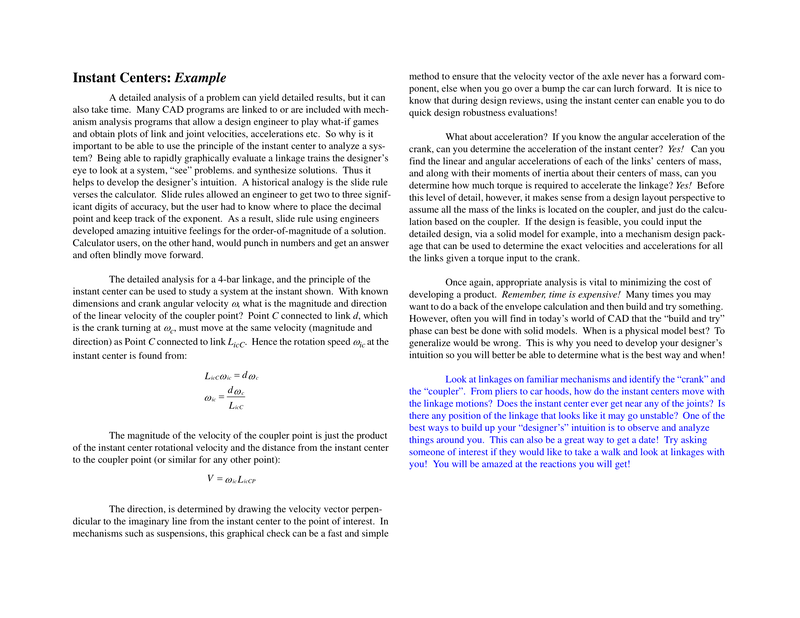 Instant Centers: Example
A detailed analysis of a problem can yield detailed results, but it can
also take time. Many CAD programs are linked to or are included with mech-
anism analysis programs that allow a design engineer to play what-if games
and obtain plots of link and joint velocities, accelerations etc. So why is it
important to be able to use the principle of the instant center to analyze a sys-
tem? Being able to rapidly graphically evaluate a linkage trains the designer's
eye to look at a system, “see” problems. and synthesize solutions. Thus it
helps to develop the designer's intuition. A historical analogy is the slide rule
verses the calculator. Slide rules allowed an engineer to get two to three signif-
icant digits of accuracy, but the user had to know where to place the decimal
point and keep track of the exponent. As a result, slide rule using engineers
developed amazing intuitive feelings for the order-of-magnitude of a solution.
Calculator users, on the other hand, would punch in numbers and get an answer
and often blindly move forward.
The detailed analysis for a 4-bar linkage, and the principle of the
instant center can be used to study a system at the instant shown. With known
dimensions and crank angular velocity ω, what is the magnitude and direction
of the linear velocity of the coupler point? Point C connected to link d, which
is the crank turning at ωc, must move at the same velocity (magnitude and
direction) as Point C connected to link LicC. Hence the rotation speed ωic at the
instant center is found from:
LicC ωic = d ωc
ωic = d ωc / LicC
The magnitude of the velocity of the coupler point is just the product
of the instant center rotational velocity and the distance from the instant center
to the coupler point (or similar for any other point):
V = ωic LicCP
The direction, is determined by drawing the velocity vector perpen-
dicular to the imaginary line from the instant center to the point of interest. In
mechanisms such as suspensions, this graphical check can be a fast and simple
method to ensure that the velocity vector of the axle never has a forward com-
ponent, else when you go over a bump the car can lurch forward. It is nice to
know that during design reviews, using the instant center can enable you to do
quick design robustness evaluations!
What about acceleration? If you know the angular acceleration of the
crank, can you determine the acceleration of the instant center? Yes! Can you
find the linear and angular accelerations of each of the links' centers of mass,
and along with their moments of inertia about their centers of mass, can you
determine how much torque is required to accelerate the linkage? Yes! Before
this level of detail, however, it makes sense from a design layout perspective to
assume all the mass of the links is located on the coupler, and just do the calcu-
lation based on the coupler. If the design is feasible, you could input the
detailed design, via a solid model for example, into a mechanism design pack-
age that can be used to determine the exact velocities and accelerations for all
the links given a torque input to the crank.
Once again, appropriate analysis is vital to minimizing the cost of
developing a product. Remember, time is expensive! Many times you may
want to do a back of the envelope calculation and then build and try something.
However, often you will find in today's world of CAD that the “build and try”
phase can best be done with solid models. When is a physical model best? To
generalize would be wrong. This is why you need to develop your designer's
intuition so you will better be able to determine what is the best way and when!
Look at linkages on familiar mechanisms and identify the “crank” and
the “coupler”. From pliers to car hoods, how do the instant centers move with
the linkage motions? Does the instant center ever get near any of the joints? Is
there any position of the linkage that looks like it may go unstable? One of the
best ways to build up your “designer's” intuition is to observe and analyze
things around you. This can also be a great way to get a date! Try asking
someone of interest if they would like to take a walk and look at linkages with
you! You will be amazed at the reactions you will get!